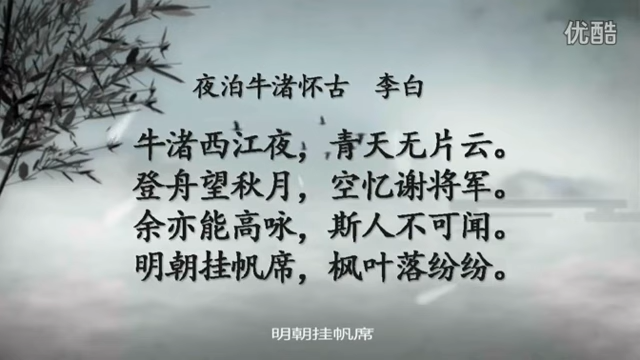 优酷
夜泊牛渚怀古 李白
牛渚西江夜，青天无片云。
登舟望秋月，空忆谢将军。
余亦能高咏，斯人不可闻。
明朝挂帆席，枫叶落纷纷。
明朝挂帆席